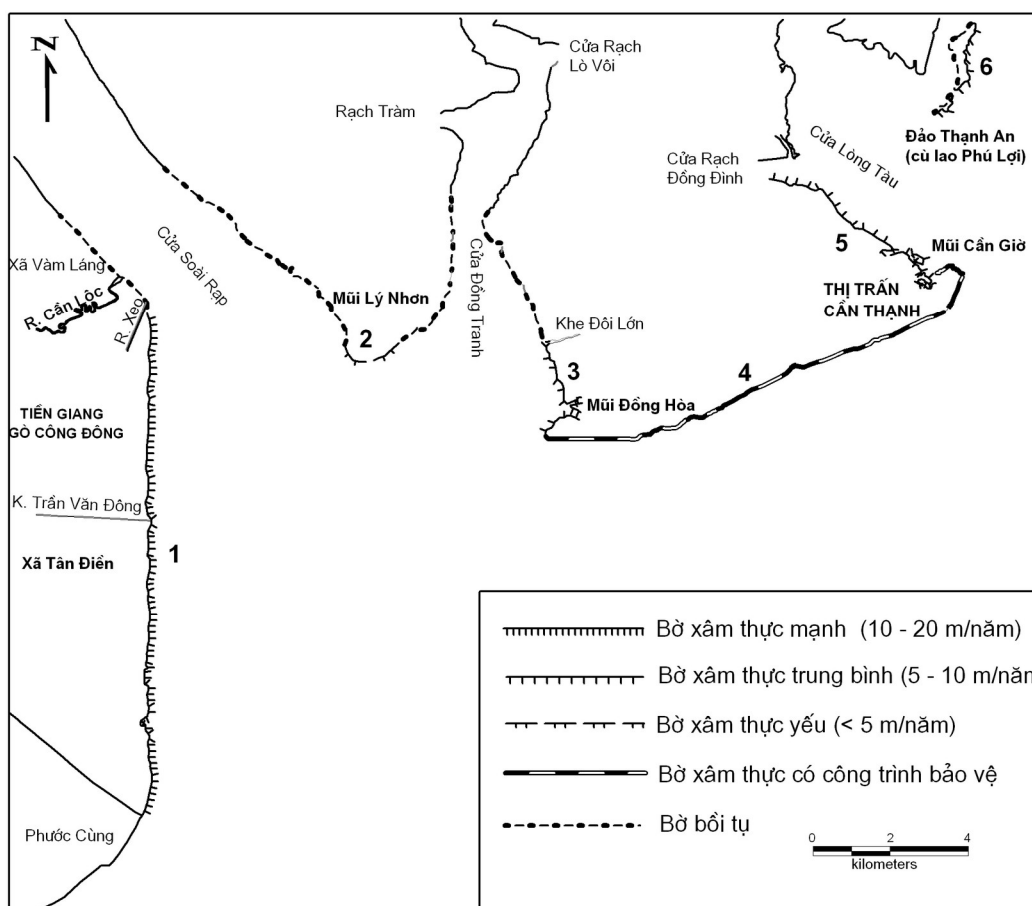 N
Cửa Rạch
Lò Vôi
6
Rạch Tràm
Đảo Thạnh An
(cù lao Phú Lợi)
Cửa Lòng Tàu
Cửa Rạch
Đồng Đình
5
Mũi Cần Giờ
Xã Vàm Láng
Cửa Soài Rạp
R. Cần Lộc
R. Xẹo
Mũi Lý Nhơn
Cửa Đồng Tranh
THỊ TRẤN
CẦN THẠNH
2
Khe Đôi Lớn
3
4
Mũi Đồng Hòa
TIỀN GIANG
GÒ CÔNG ĐÔNG
K. Trần Văn Đông
1
Xã Tân Điền
Phước Cùng
Bờ xâm thực mạnh (10 - 20 m/năm)
Bờ xâm thực trung bình (5 - 10 m/năm
Bờ xâm thực yếu (< 5 m/năm)
Bờ xâm thực có công trình bảo vệ
Bờ bồi tụ
0 2 4
kilometers